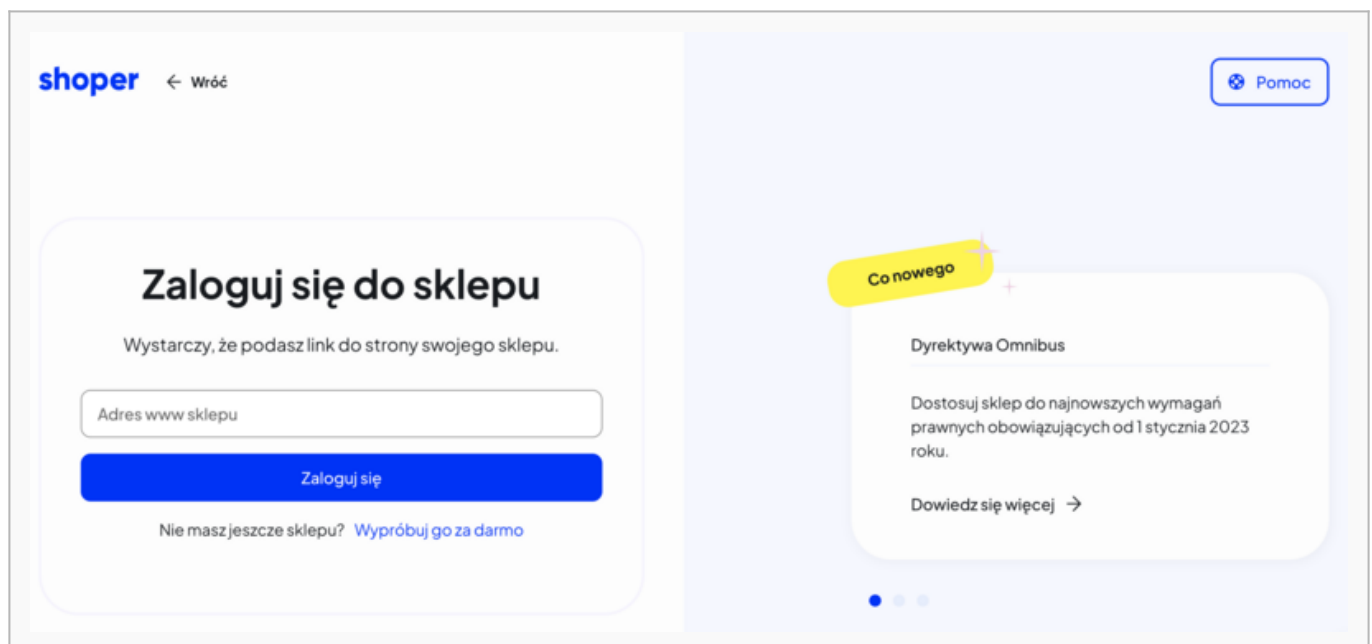 shoper
← Wróć
Pomoc
Zaloguj się do sklepu
Wystarczy, że podasz link do strony swojego sklepu.
Adres www sklepu
Zaloguj się
Nie masz jeszcze sklepu? Wypróbuj go za darmo
Co nowego
Dyrektywa Omnibus
Dostosuj sklep do najnowszych wymagań
prawnych obowiązujących od 1 stycznia 2023
roku.
Dowiedz się więcej →